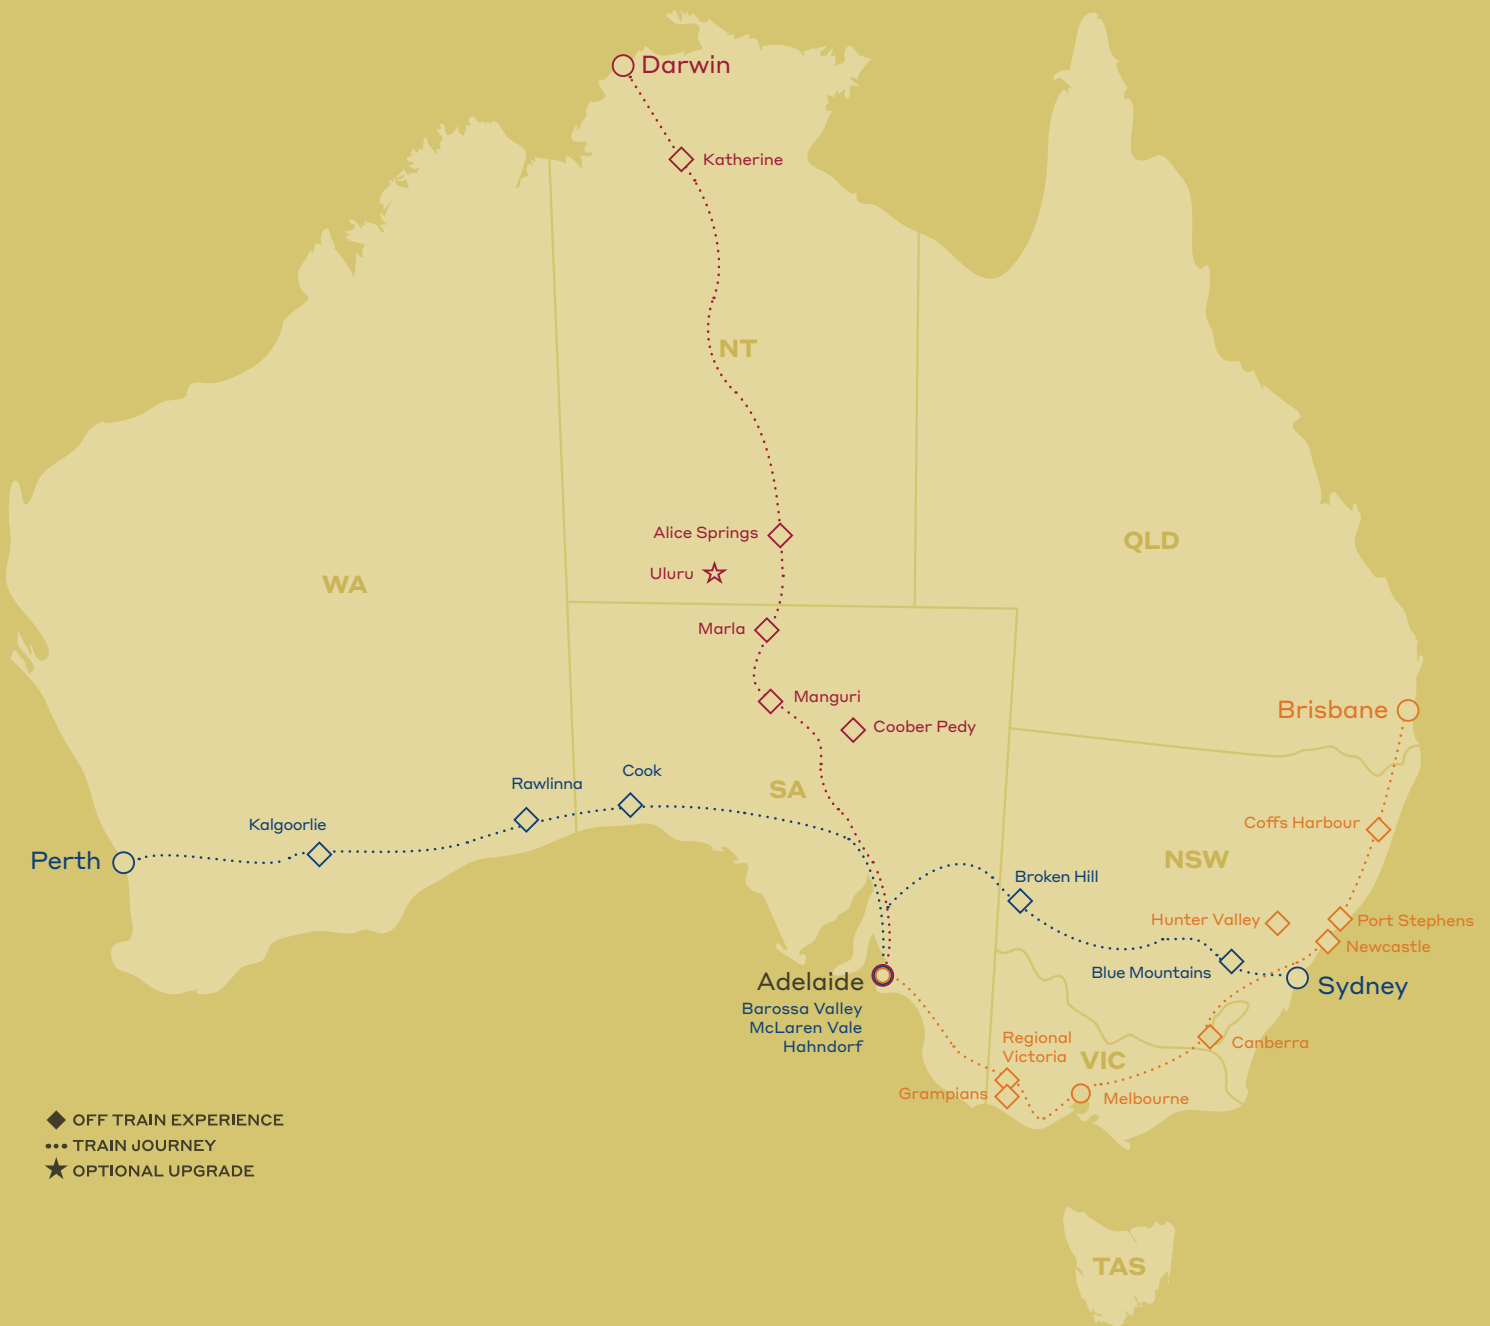 Darwin
Katherine
NT
Alice Springs
Uluru
QLD
WA
Marla
Manguri
Coober Pedy
Brisbane
Cook
Rawlinna
SA
Kalgoorlie
Coffs Harbour
Perth
NSW
Broken Hill
Hunter Valley
Port Stephens
Newcastle
Blue Mountains
Adelaide
Sydney
Barossa Valley
McLaren Vale
Hahndorf
Regional
Victoria
Canberra
VIC
Grampians
Melbourne
OFF TRAIN EXPERIENCE
TRAIN JOURNEY
OPTIONAL UPGRADE
TAS